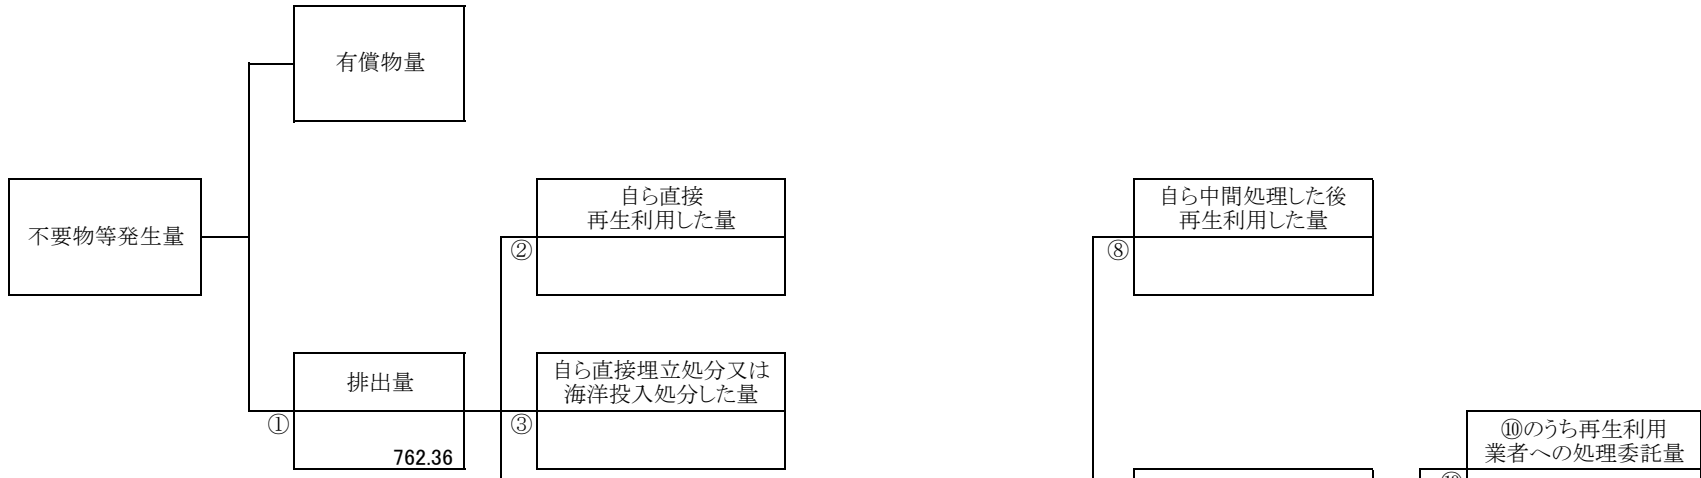 有償物量
不要物等発生量
自ら直接
再生利用した量
②
自ら中間処理した後
再生利用した量
⑧
排出量
①
762.36
自ら直接埋立処分又は
海洋投入処分した量
③
⑩のうち再生利用
業者への処理委託量